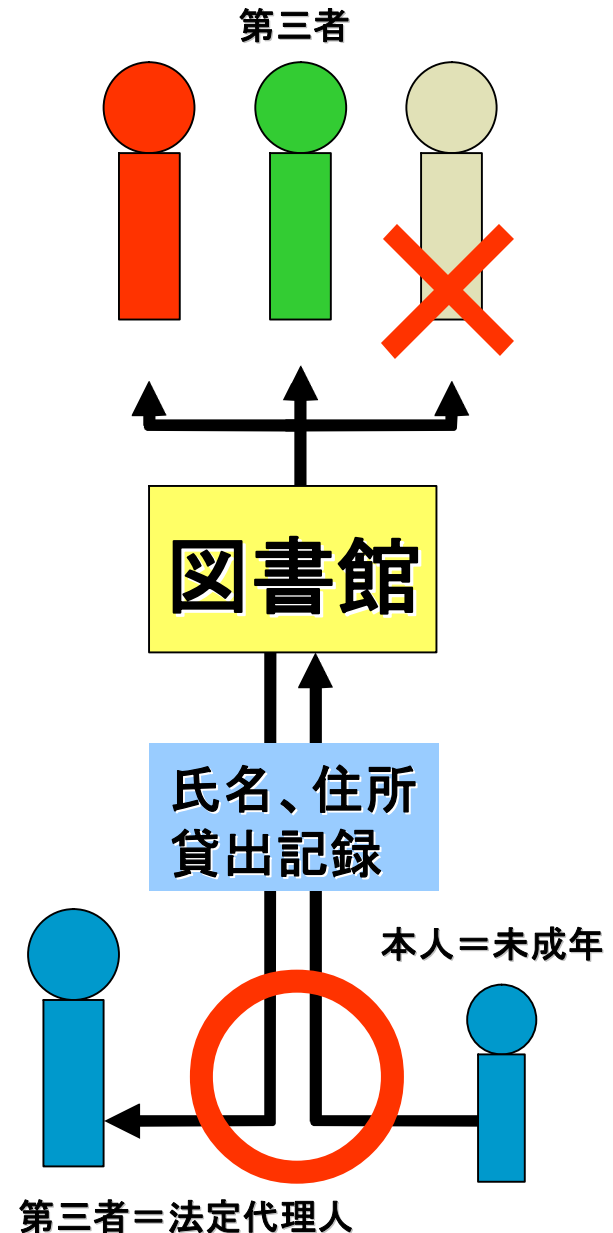 第三者
図書館
氏名、住所
貸出記録
本人＝未成年
第三者＝法定代理人